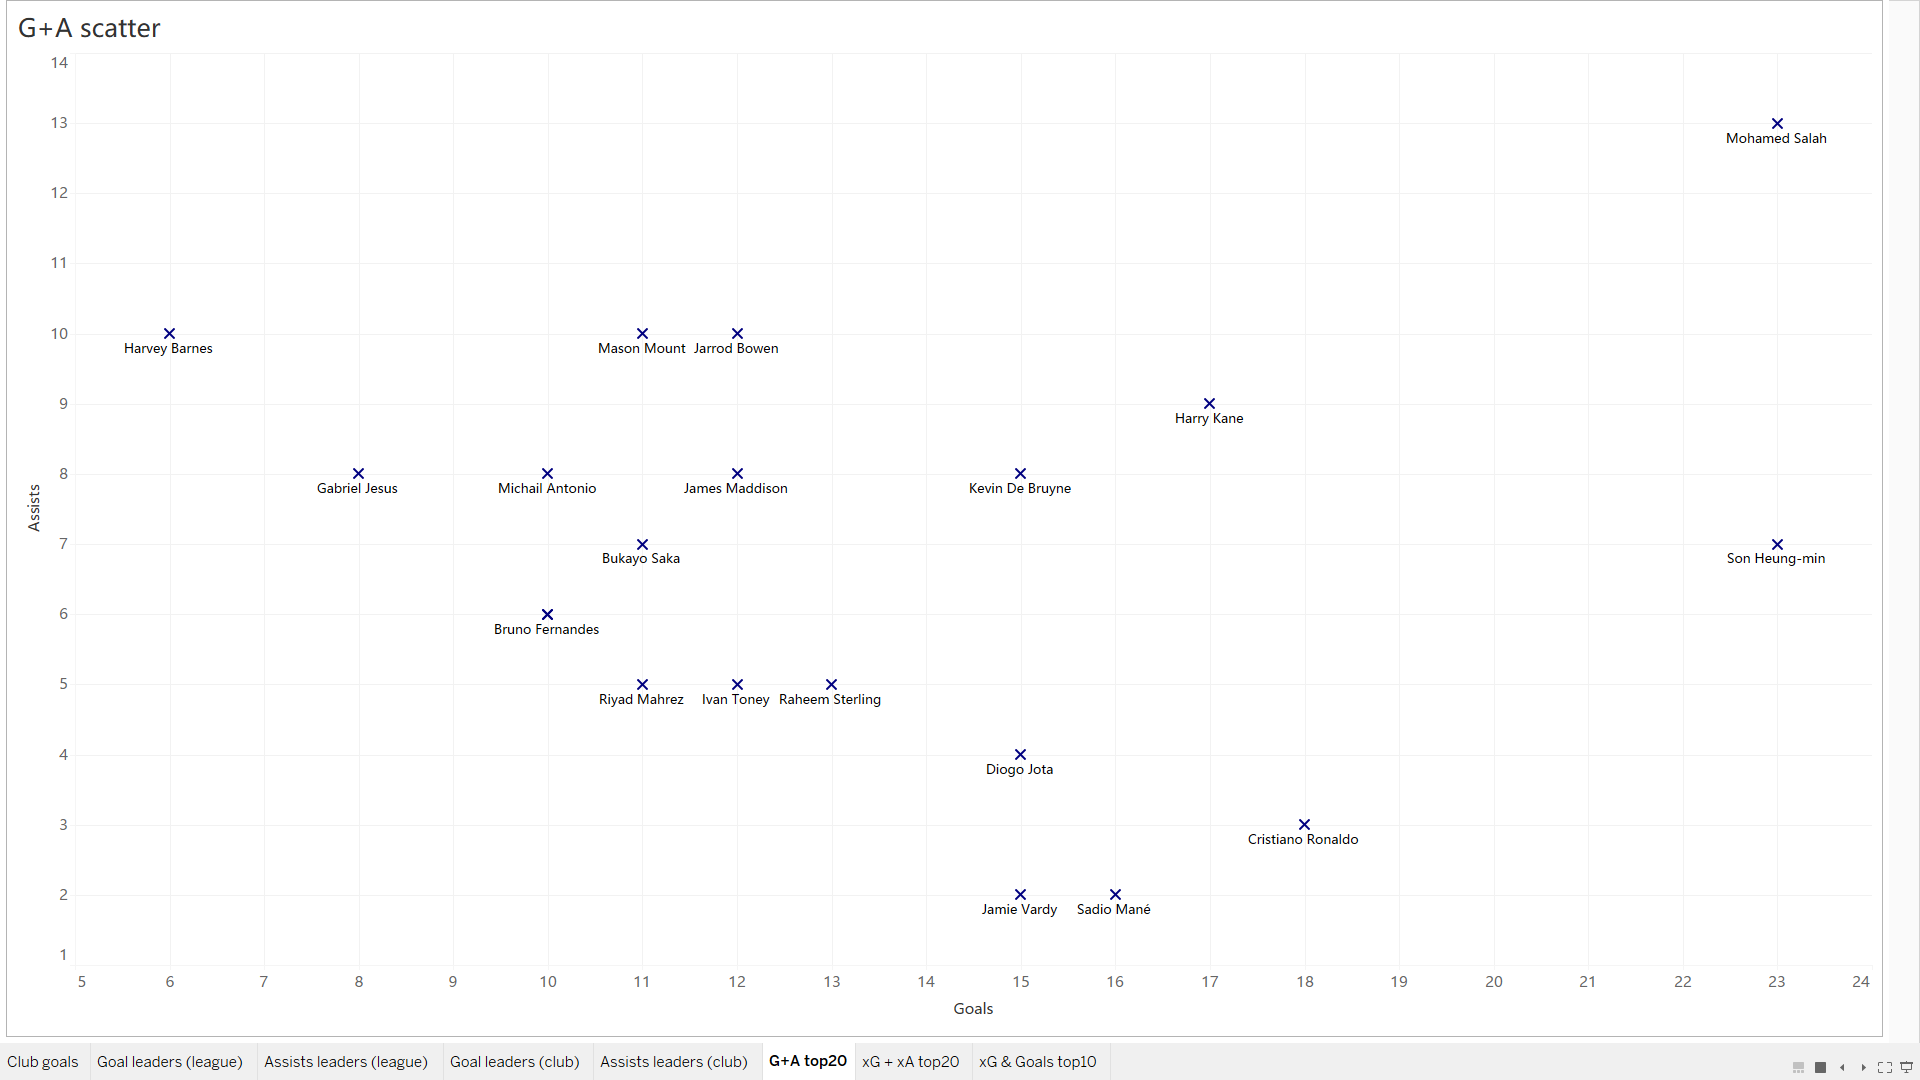 G+A scatter
14
13
Mohamed Salah
12
11
10
Harvey Barnes Mason Mount Jarrod Bowen
9
Harry Kane
8
Gabriel Jesus Michail Antonio James Maddison Kevin De Bruyne
Assists
7
Bukayo Saka Son Heung-min
6
Bruno Fernandes
5
Riyad Mahrez Ivan Toney Raheem Sterling
4
Diogo Jota
3
Cristiano Ronaldo
2
Jamie Vardy Sadio Mané
1
5 6 7 8 9 10 11 12 13 14 15 16 17 18 19 20 21 22 23 24
Goals
Club goals Goal leaders (league) Assists leaders (league) Goal leaders (club) Assists leaders (club) G+A top20 xG + xA top20 xG & Goals top10